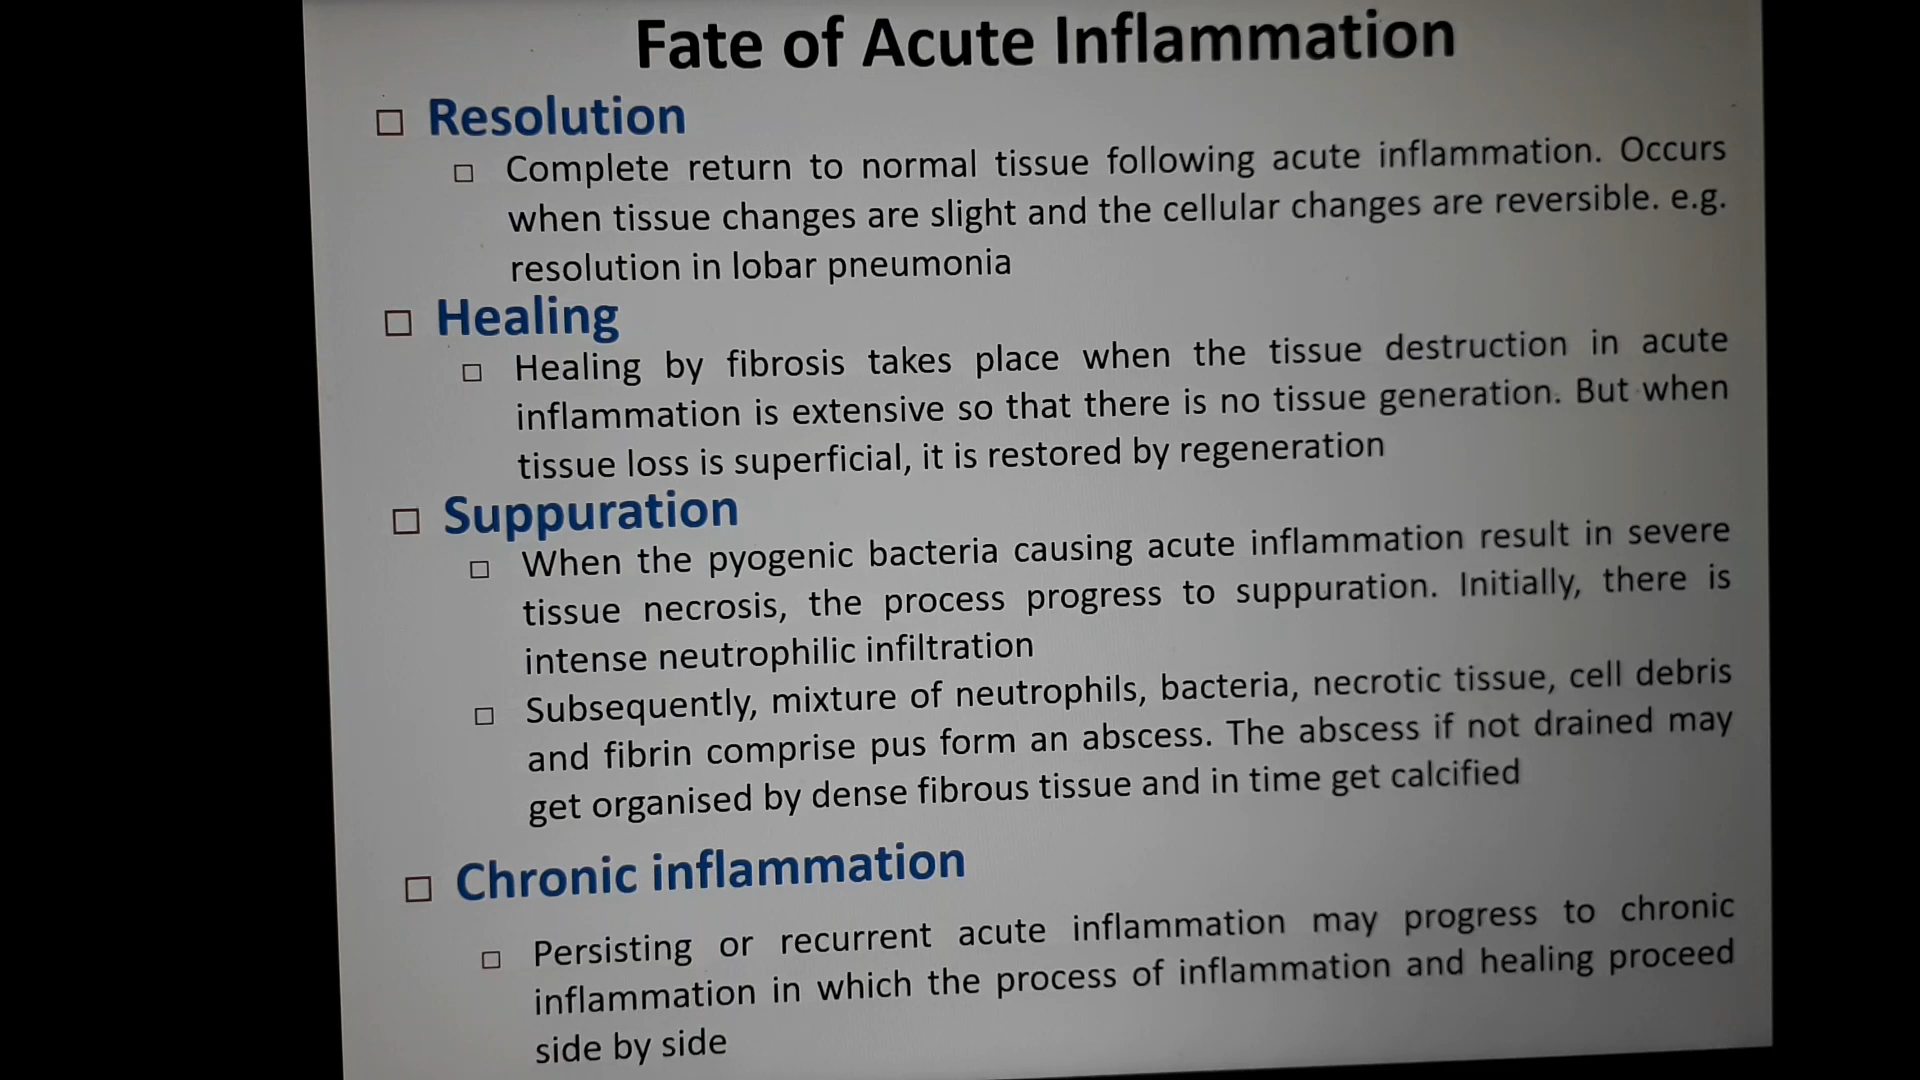 Fate of Acute Inflammation
Resolution
Complete return to normal tissue following acute inflammation. Occurs
when tissue changes are slight and the cellular changes are reversible. e.g.
resolution in lobar pneumonia
Healing
Healing by fibrosis takes place when the tissue destruction in acute
inflammation is extensive so that there is no tissue generation. But when
tissue loss is superficial, it is restored by regeneration
Suppuration
When the pyogenic bacteria causing acute inflammation result in severe
tissue necrosis, the process progress to suppuration. Initially, there is
intense neutrophilic infiltration
Subsequently, mixture of neutrophils, bacteria, necrotic tissue, cell debris
and fibrin comprise pus form an abscess. The abscess if not drained may
get organised by dense fibrous tissue and in time get calcified
Chronic inflammation
Persisting or recurrent acute inflammation may progress to chronic
inflammation in which the process of inflammation and healing proceed
side by side